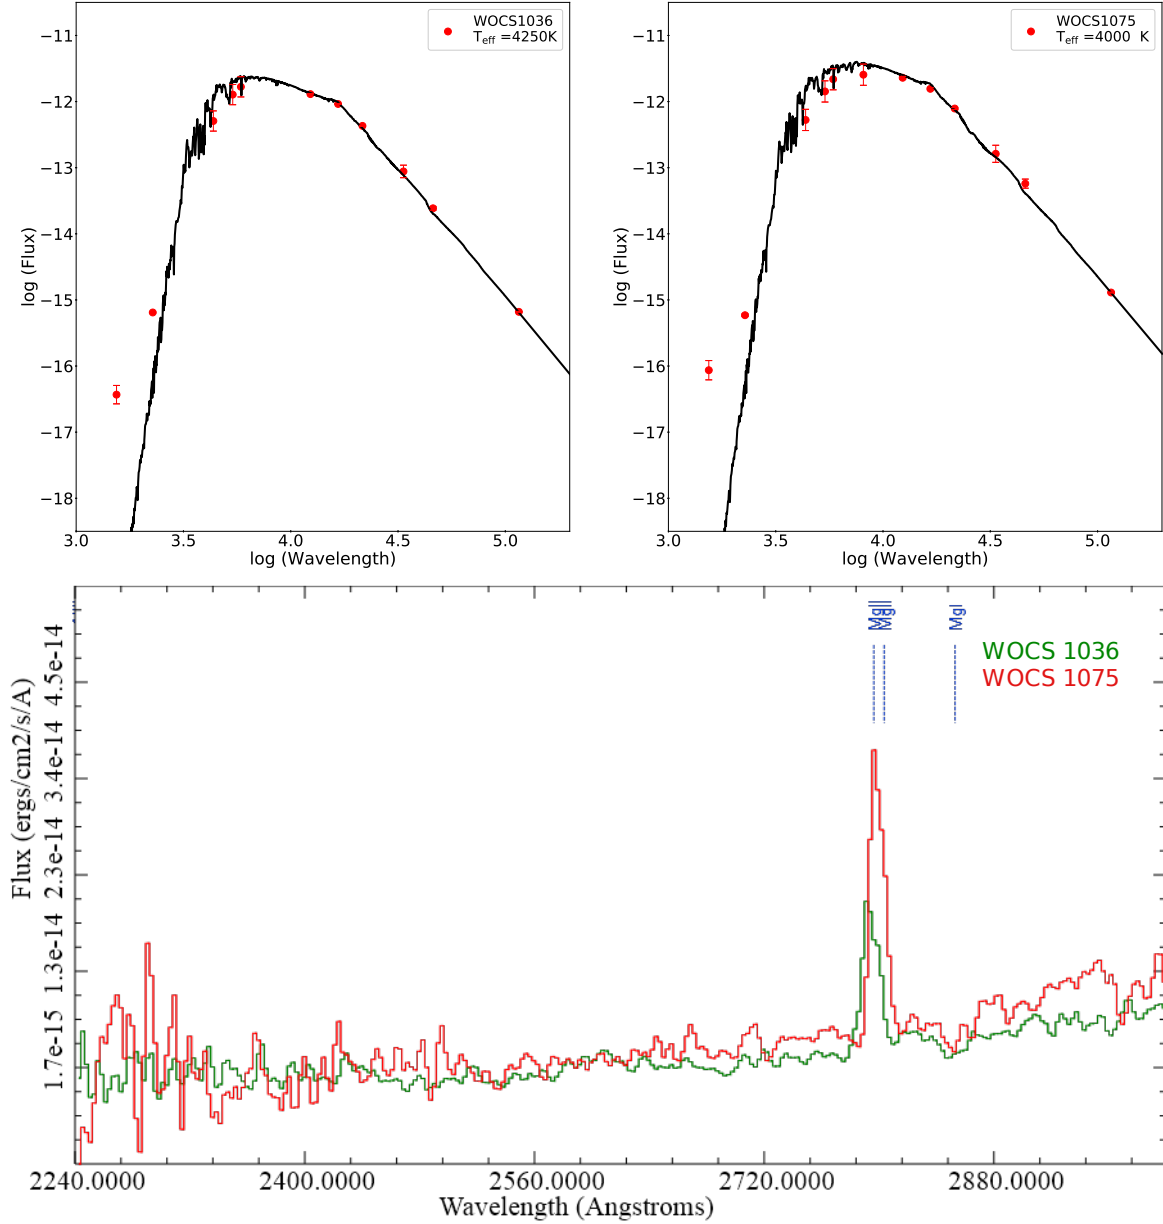 WOCS1036
T_eff =4250K
−11
−12
−13
−14
−15
−16
−17
−18
log (Flux)
3.0 3.5 4.0 4.5 5.0
log (Wavelength)
WOCS1075
T_eff =4000 K
−11
−12
−13
−14
−15
−16
−17
−18
log (Flux)
3.0 3.5 4.0 4.5 5.0
log (Wavelength)
MgII
MgII
MgI
WOCS 1036
WOCS 1075
4.5e-14
3.4e-14
2.3e-14
1.3e-14
1.7e-15
Flux (ergs/cm2/s/A)
2240.0000 2400.0000 2560.0000 2720.0000 2880.0000
Wavelength (Angstroms)